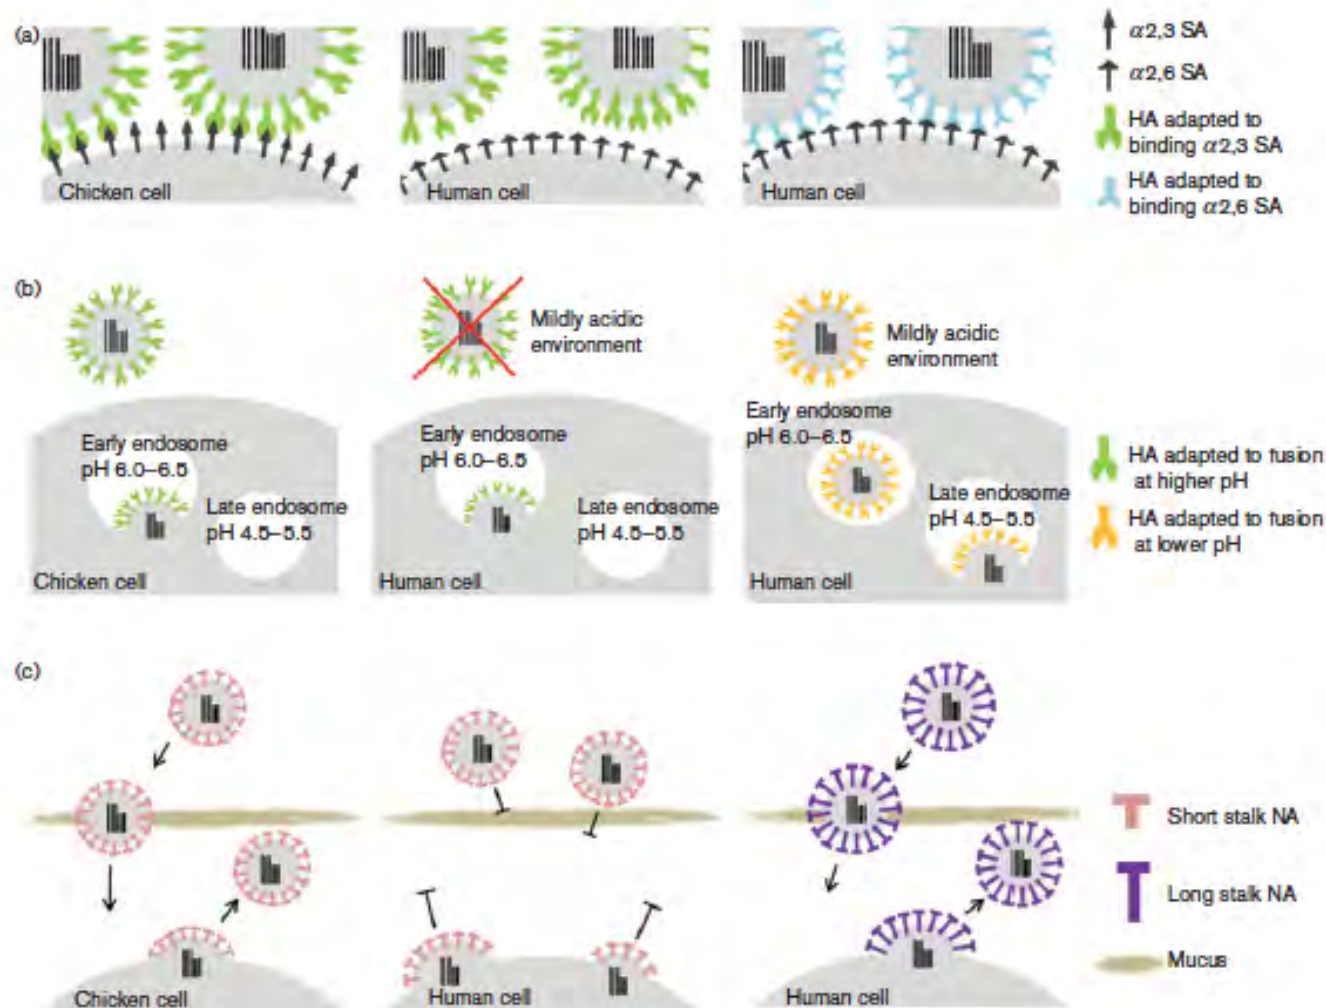 (a)
Chicken cell
Human cell
Human cell
α2,3 SA
α2,6 SA
HA adapted to
binding α2,3 SA
HA adapted to
binding α2,6 SA
(b)
Mildly acidic
environment
Mildly acidic
environment
Early endosome
pH 6.0–6.5
Late endosome
pH 4.5–5.5
Chicken cell
Early endosome
pH 6.0–6.5
Late endosome
pH 4.5–5.5
Human cell
Early endosome
pH 6.0–6.5
Late endosome
pH 4.5–5.5
Human cell
HA adapted to fusion
at higher pH
HA adapted to fusion
at lower pH
(c)
Chicken cell
Human cell
Human cell
Short stalk NA
Long stalk NA
Mucus